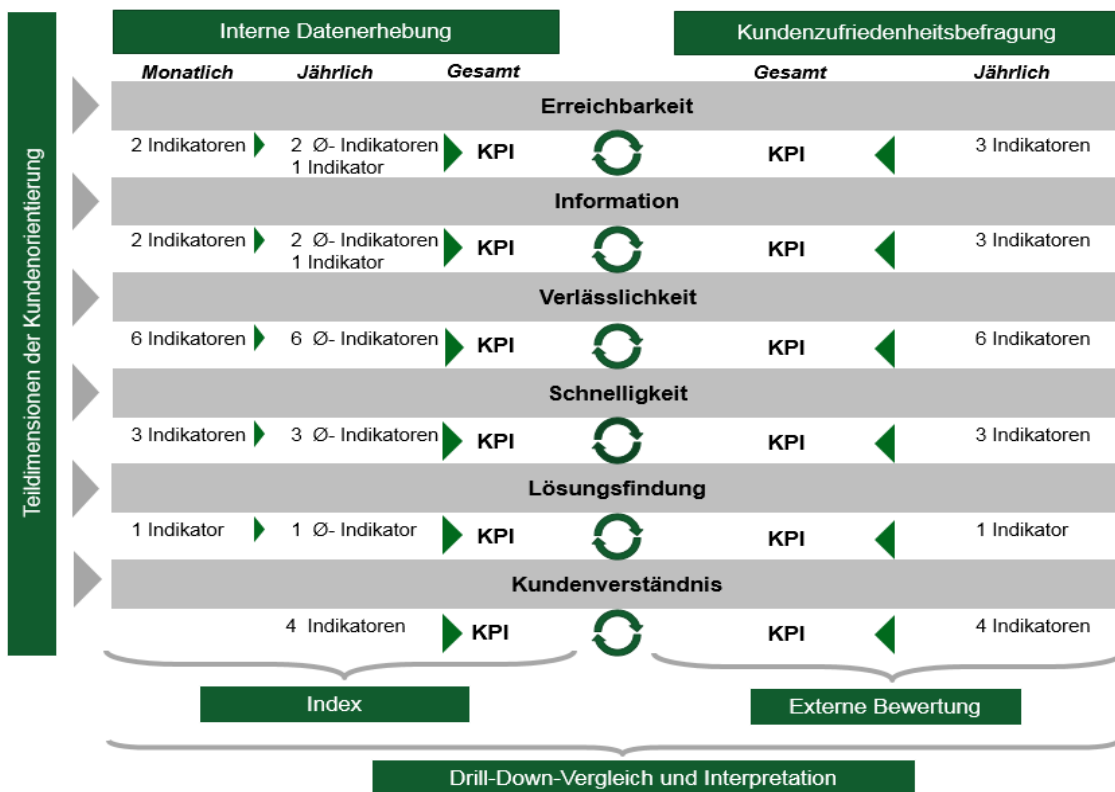 Teildimensionen der Kundenorientierung
Interne Datenerhebung
Kundenzufriedenheitsbefragung
Monatlich Jährlich Gesamt Gesamt Jährlich
Erreichbarkeit
2 Indikatoren 2 Ø- Indikatoren KPI KPI 3 Indikatoren
1 Indikator
Information
2 Indikatoren 2 Ø- Indikatoren KPI KPI 3 Indikatoren
1 Indikator
Verlässlichkeit
6 Indikatoren 6 Ø- Indikatoren KPI KPI 6 Indikatoren
Schnelligkeit
3 Indikatoren 3 Ø- Indikatoren KPI KPI 3 Indikatoren
Lösungsfindung
1 Indikator 1 Ø- Indikator KPI KPI 1 Indikator
Kundenverständnis
4 Indikatoren KPI KPI 4 Indikatoren
Index
Externe Bewertung
Drill-Down-Vergleich und Interpretation